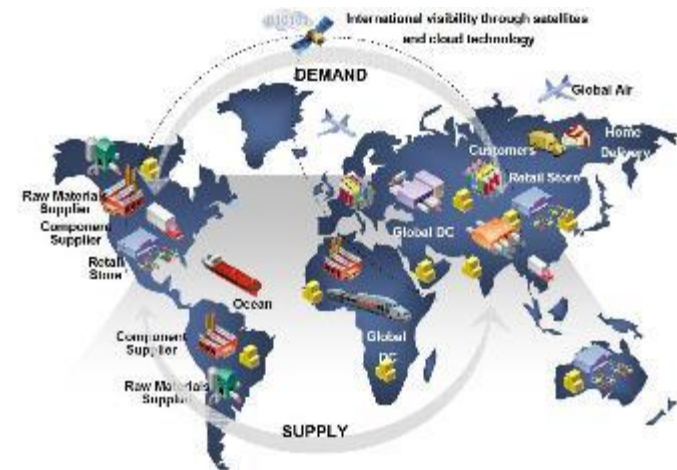 International visibility through satellites
and cloud technology
DEMAND
Global Air
Home
Delivery
Customers
Retail Store
Raw Materials
Supplier
Component
Supplier
Retail
Store
Global DC
Ocean
Component
Supplier
Global
DC
Raw Materials
Supplier
SUPPLY